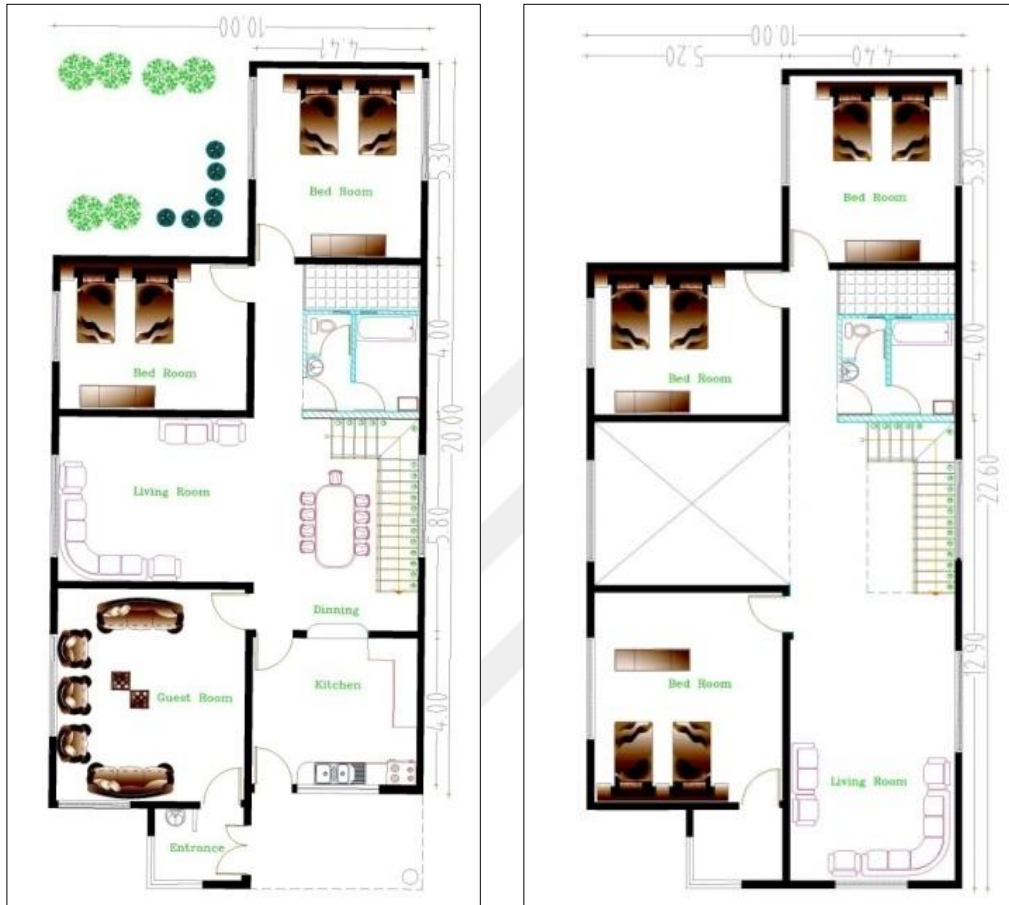 10.00
5.30
Bed Room
4.00
Bed Room
20.00
Living Room
5.80
Dinning
Guest Room
Kitchen
4.00
Entrance
10.00
5.20
4.40
5.30
Bed Room
4.00
Bed Room
22.60
12.90
Bed Room
Living Room